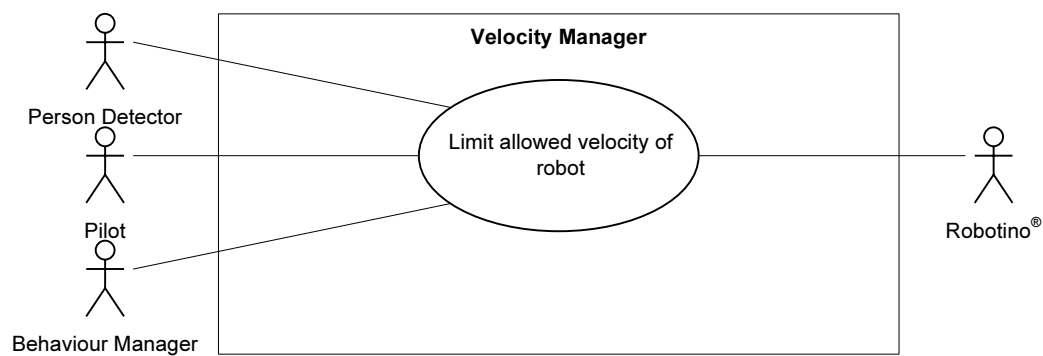 Velocity Manager
Person Detector
Limit allowed velocity of
robot
Pilot
Robotino®
Behaviour Manager